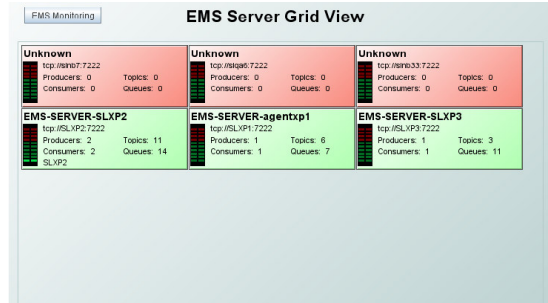 EMS Monitoring
EMS Server Grid View
Unknown
tcp://slnb7:7222
Producers: 0 Topics: 0
Consumers: 0 Queues: 0
Unknown
tcp://slqa6:7222
Producers: 0 Topics: 0
Consumers: 0 Queues: 0
Unknown
tcp://slnb33:7222
Producers: 0 Topics: 0
Consumers: 0 Queues: 0
EMS-SERVER-SLXP2
tcp://SLXP2:7222
Producers: 2 Topics: 11
Consumers: 2 Queues: 14
SLXP2
EMS-SERVER-agentxp1
tcp://SLXP1:7222
Producers: 1 Topics: 6
Consumers: 1 Queues: 7
EMS-SERVER-SLXP3
tcp://SLXP3:7222
Producers: 1 Topics: 3
Consumers: 1 Queues: 11